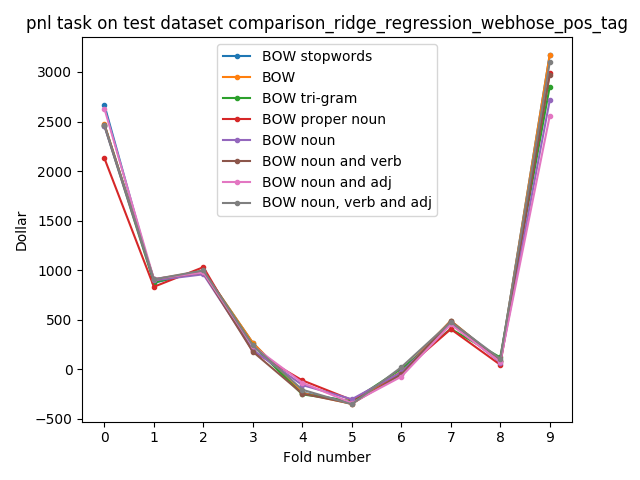 pnl task on test dataset comparison_ridge_regression_webhose_pos_tag
BOW stopwords
BOW
BOW tri-gram
BOW proper noun
BOW noun
BOW noun and verb
BOW noun and adj
BOW noun, verb and adj
Dollar
3000
2500
2000
1500
1000
500
0
−500
0 1 2 3 4 5 6 7 8 9
Fold number